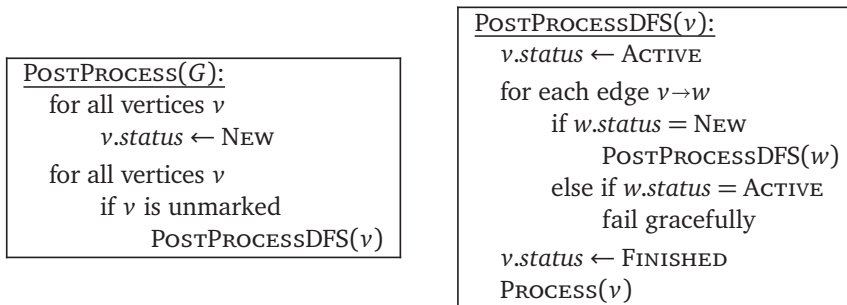 PostProcess(G):
for all vertices v
v.status ← New
for all vertices v
if v is unmarked
PostProcessDFS(v)
PostProcessDFS(v):
v.status ← Active
for each edge v→w
if w.status = New
PostProcessDFS(w)
else if w.status = Active
fail gracefully
v.status ← Finished
Process(v)